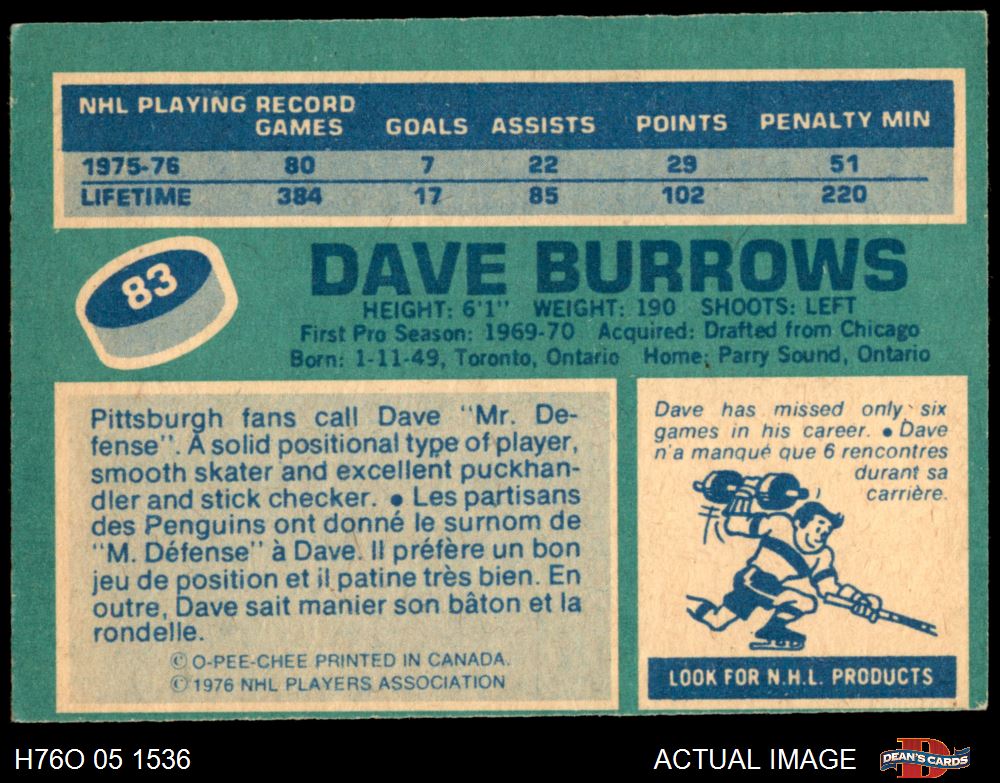 NHL PLAYING RECORD
GAMES GOALS ASSISTS POINTS PENALTY MIN
1975-76 80 7 22 29 51
LIFETIME 384 17 85 102 220
83
DAVE BURROWS
HEIGHT: 6'1" WEIGHT: 190 SHOOTS: LEFT
First Pro Season: 1969-70 Acquired: Drafted from Chicago
Born: 1-11-49, Toronto, Ontario Home: Parry Sound, Ontario
Pittsburgh fans call Dave "Mr. De-
fense". A solid positional type of player,
smooth skater and excellent puckhan-
dler and stick checker. ● Les partisans
des Penguins ont donné le surnom de
"M. Défense" à Dave. Il préfère un bon
jeu de position et il patine très bien. En
outre, Dave sait manier son bâton et la
rondelle.
© O-PEE-CHEE PRINTED IN CANADA.
© 1976 NHL PLAYERS ASSOCIATION
Dave has missed only six
games in his career. ● Dave
n'a manqué que 6 rencontres
durant sa
carrière.
LOOK FOR N.H.L. PRODUCTS
H76O 05 1536
ACTUAL IMAGE
D
DEAN'S CARDS